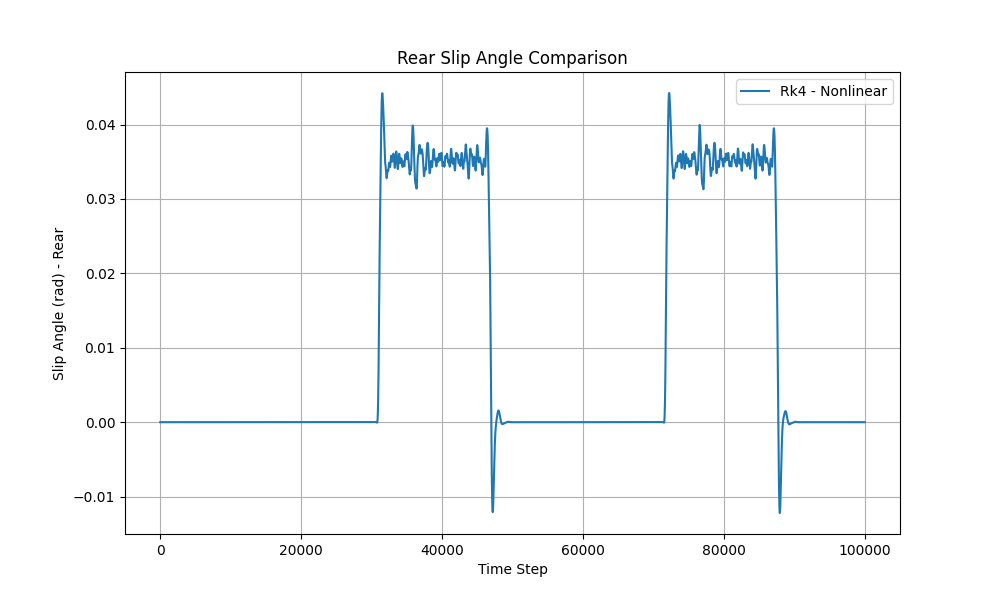 Rear Slip Angle Comparison
Rk4 - Nonlinear
Slip Angle (rad) - Rear
0.04
0.03
0.02
0.01
0.00
−0.01
0 20000 40000 60000 80000 100000
Time Step